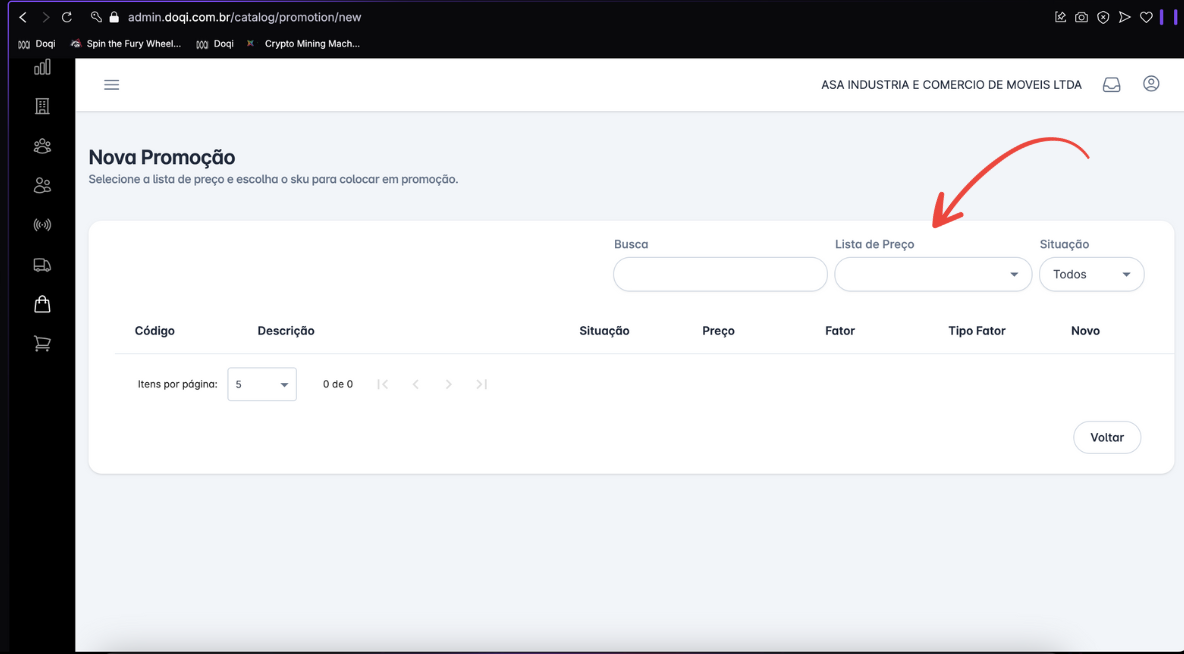 admin.doqi.com.br/catalog/promotion/new
Doqi Spin the Fury Wheel... Doqi Crypto Mining Mach...
ASA INDUSTRIA E COMERCIO DE MOVEIS LTDA
Nova Promoção
Selecione a lista de preço e escolha o sku para colocar em promoção.
Busca Lista de Preço Situação
Todos
Código Descrição Situação Preço Fator Tipo Fator Novo
Itens por página: 5 0 de 0
Voltar